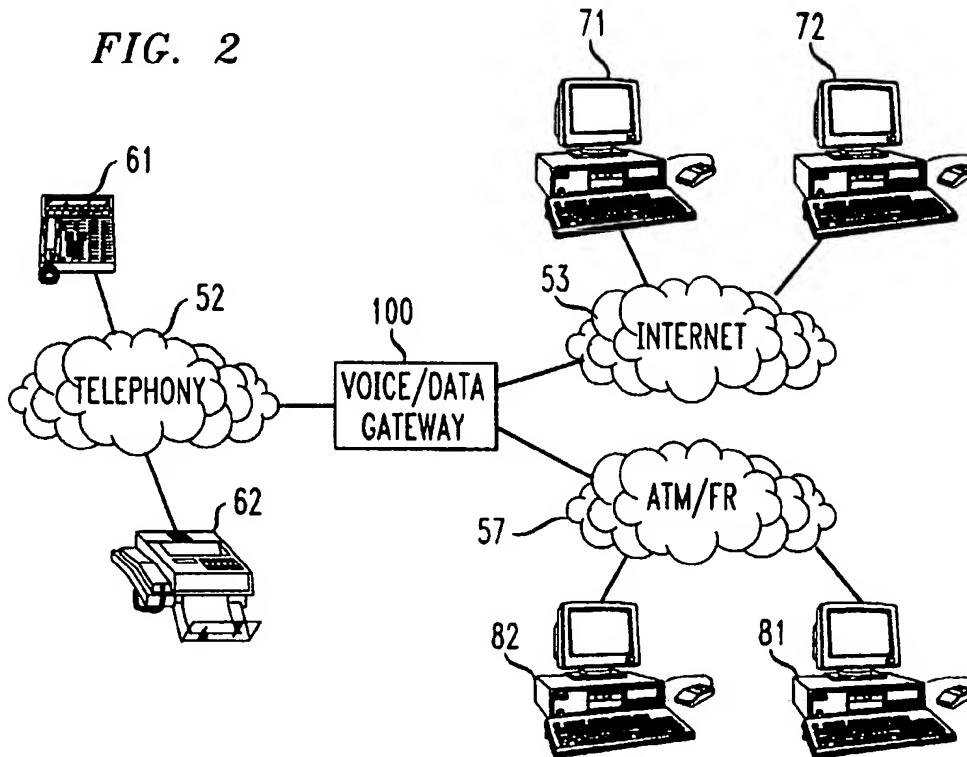 FIG. 2
71
72
61
52
53
100
INTERNET
TELEPHONY
VOICE/DATA
GATEWAY
ATM/FR
57
62
82
81